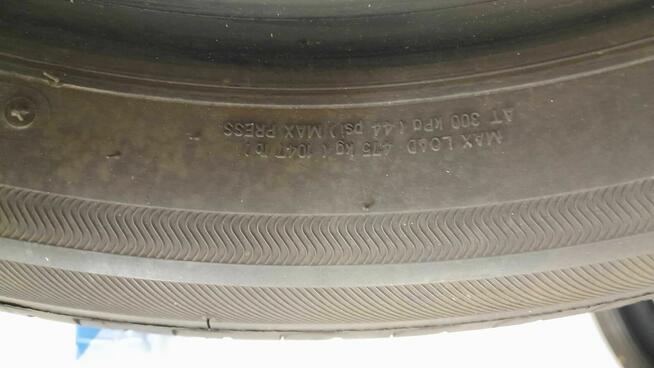 MAX LOAD 475 kg ( 1047 lb )
AT 300 kPa ( 44 psi ) MAX PRESS.